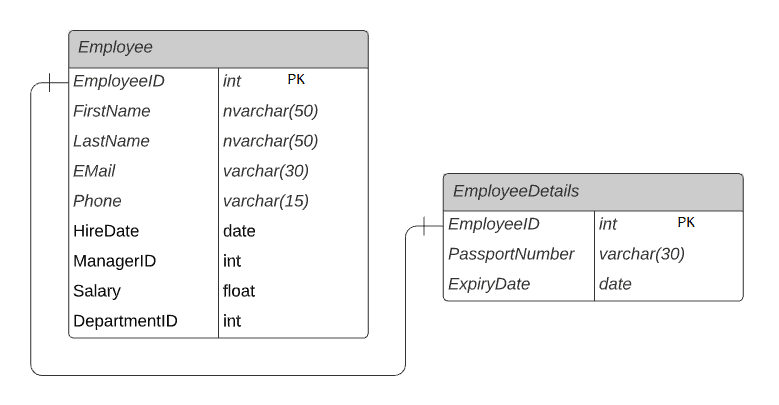 Employee
EmployeeID int PK
FirstName nvarchar(50)
LastName nvarchar(50)
EMail varchar(30)
Phone varchar(15)
HireDate date
ManagerID int
Salary float
DepartmentID int
EmployeeDetails
EmployeeID int PK
PassportNumber varchar(30)
ExpiryDate date